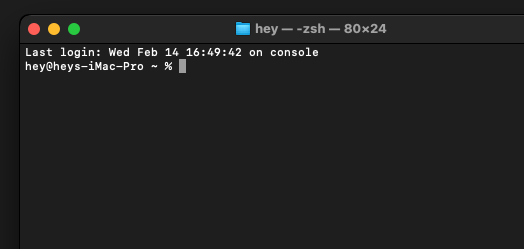 hey — -zsh — 80×24
Last login: Wed Feb 14 16:49:42 on console
hey@heys-iMac-Pro ~ %